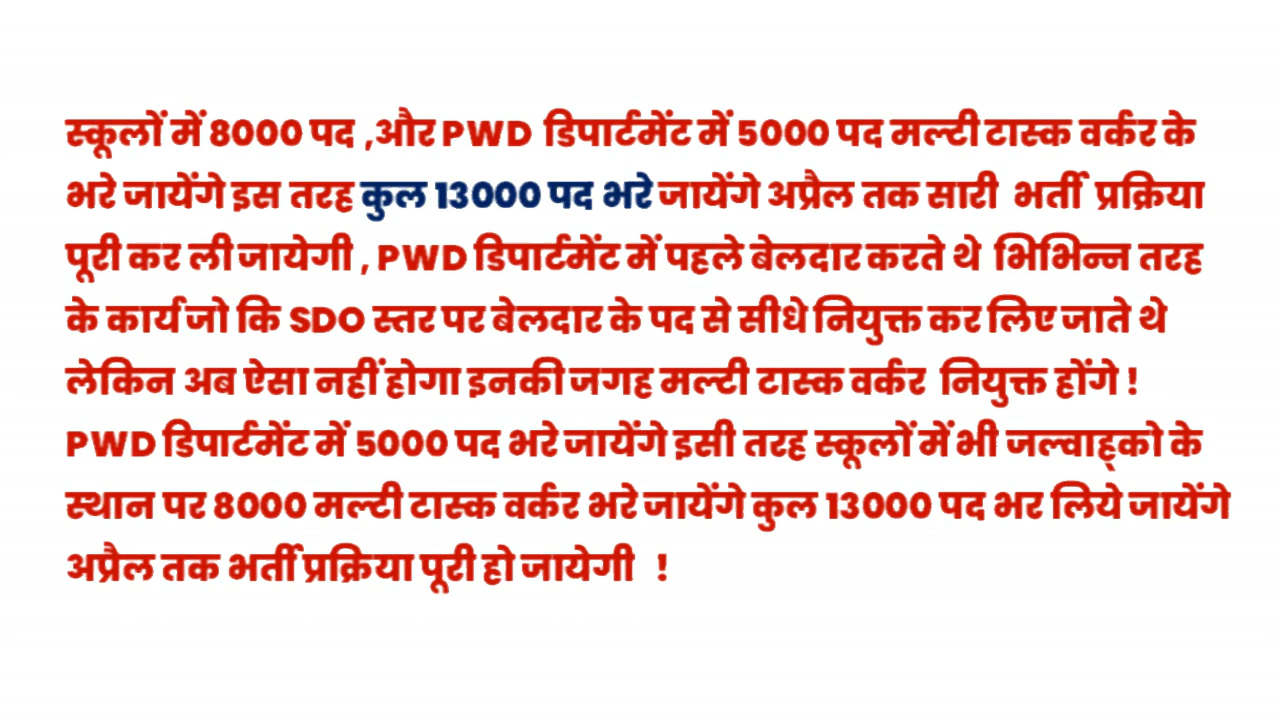 स्कूलों में 8000 पद ,और PWD डिपार्टमेंट में 5000 पद मल्टी टास्क वर्कर के
भरे जायेंगे इस तरह कुल 13000 पद भरे जायेंगे अप्रैल तक सारी भर्ती प्रक्रिया
पूरी कर ली जायेगी , PWD डिपार्टमेंट में पहले बेलदार करते थे भिभिन्न तरह
के कार्य जो कि SDO स्तर पर बेलदार के पद से सीधे नियुक्त कर लिए जाते थे
लेकिन अब ऐसा नहीं होगा इनकी जगह मल्टी टास्क वर्कर नियुक्त होंगे !
PWD डिपार्टमेंट में 5000 पद भरे जायेंगे इसी तरह स्कूलों में भी जल्वाह्को के
स्थान पर 8000 मल्टी टास्क वर्कर भरे जायेंगे कुल 13000 पद भर लिये जायेंगे
अप्रैल तक भर्ती प्रक्रिया पूरी हो जायेगी !